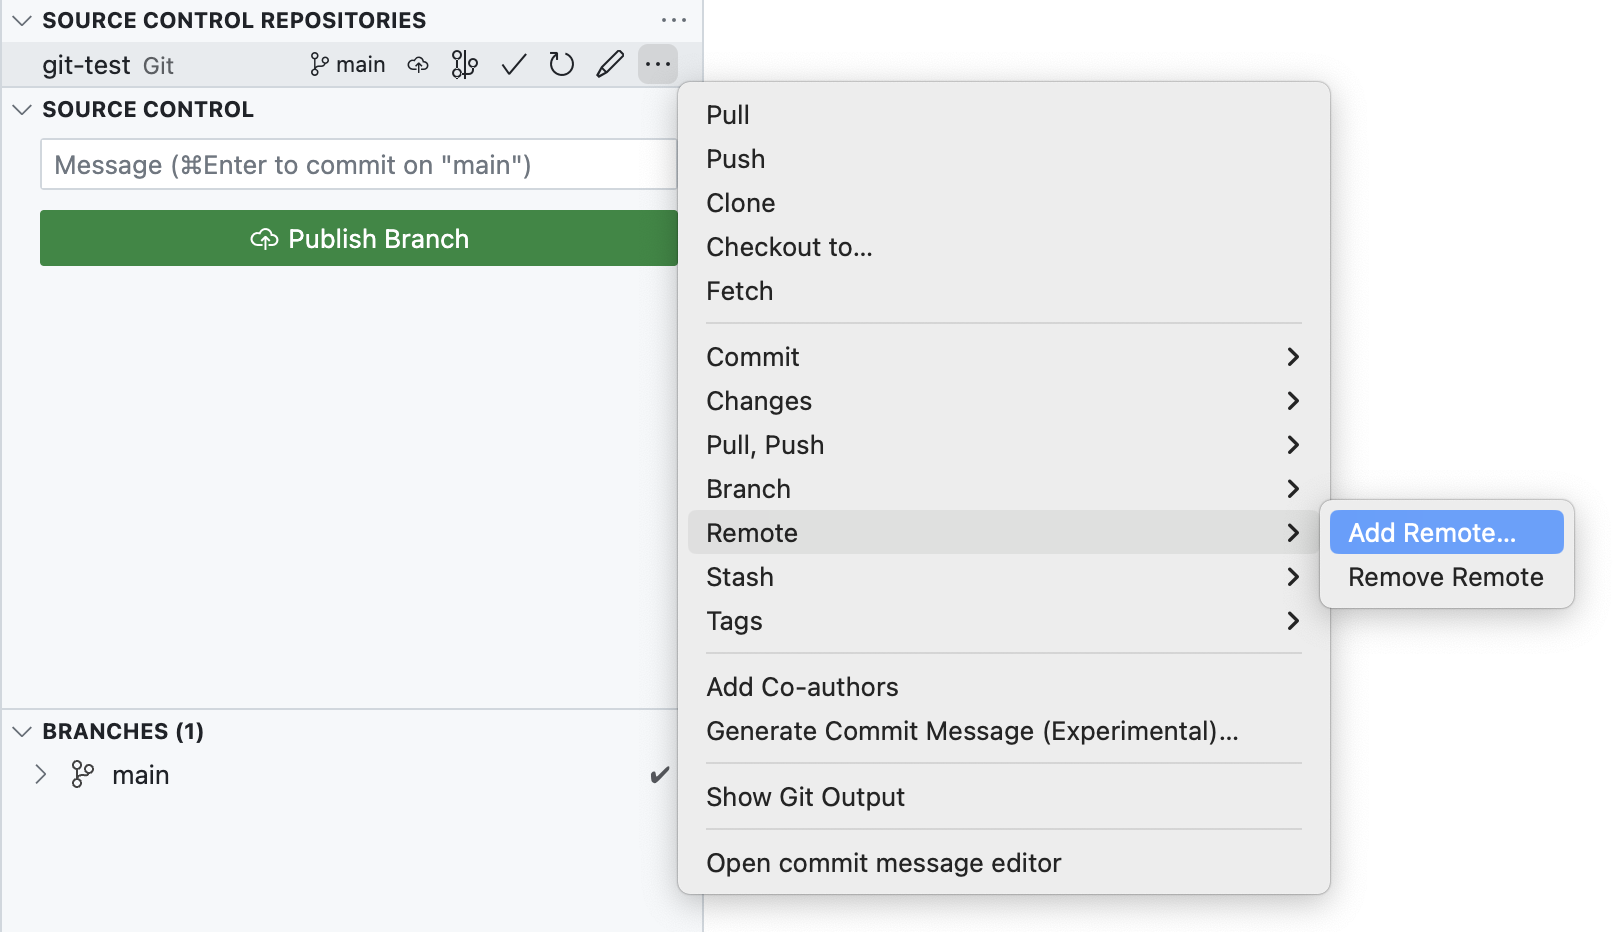 SOURCE CONTROL REPOSITORIES
git-test Git main
SOURCE CONTROL
Message (⌘Enter to commit on "main")
Publish Branch
BRANCHES (1)
main
Pull
Push
Clone
Checkout to...
Fetch
Commit
Changes
Pull, Push
Branch
Remote
Stash
Tags
Add Co-authors
Generate Commit Message (Experimental)...
Show Git Output
Open commit message editor
Add Remote...
Remove Remote